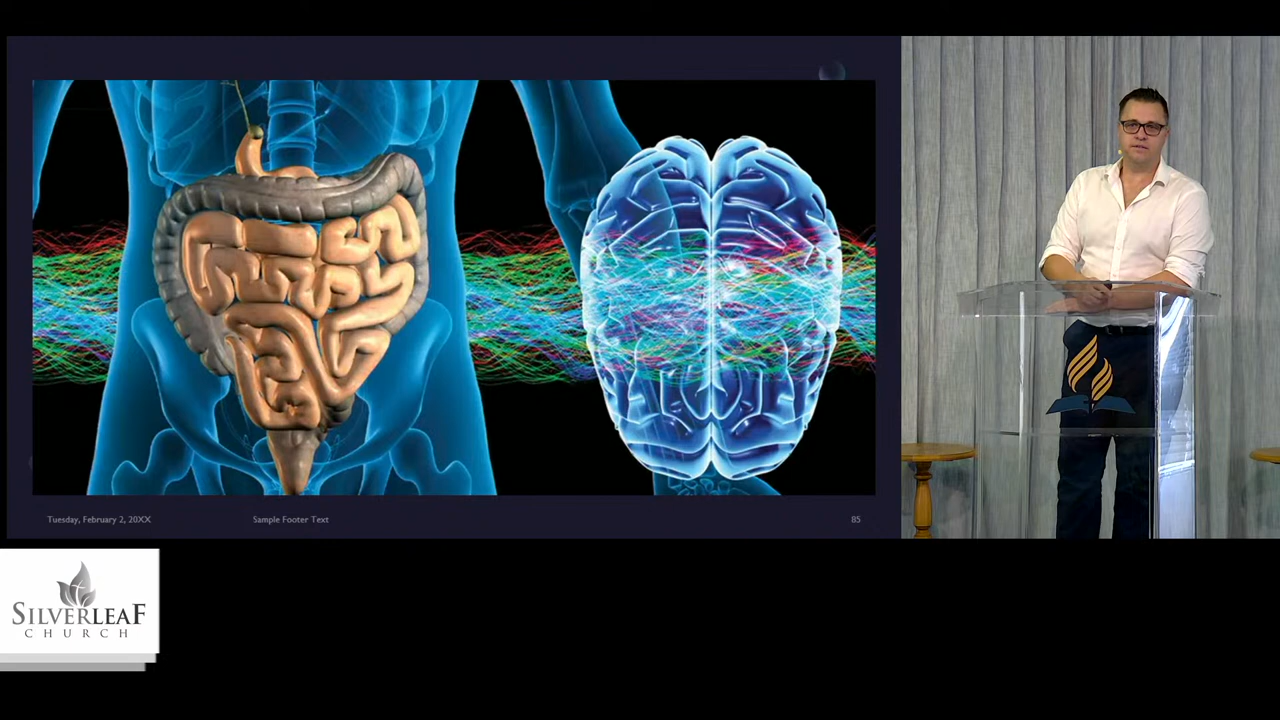 Tuesday, February 2, 20XX
Sample Footer Text
85
SILVERLEAF
CHURCH